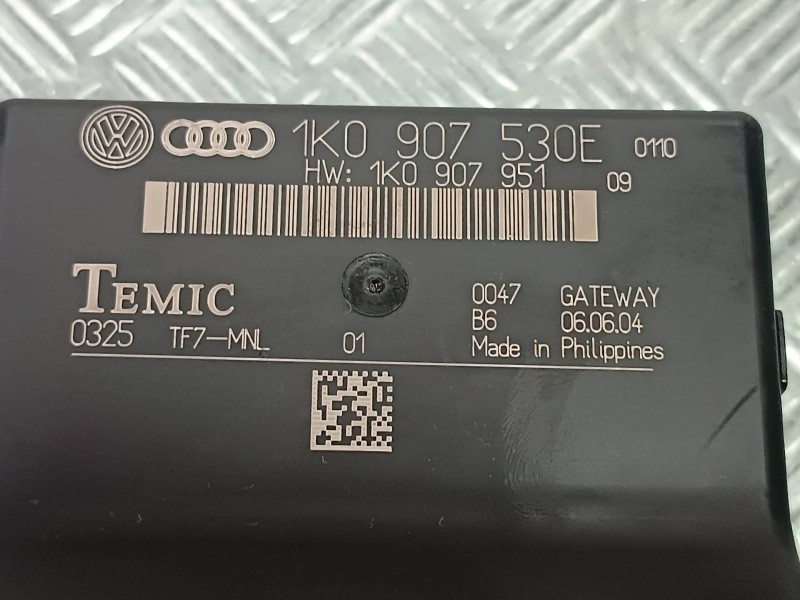 1K0 907 530E 0110
HW: 1K0 907 951 09
TEMIC
0047 GATEWAY
B6 06.06.04
0325 TF7-MNL 01
Made in Philippines